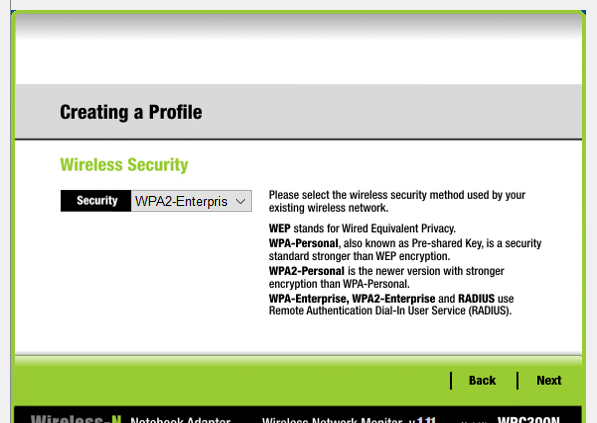 Creating a Profile
Wireless Security
Security WPA2-Enterpris
Please select the wireless security method used by your
existing wireless network.
WEP stands for Wired Equivalent Privacy.
WPA-Personal, also known as Pre-shared Key, is a security
standard stronger than WEP encryption.
WPA2-Personal is the newer version with stronger
encryption than WPA-Personal.
WPA-Enterprise, WPA2-Enterprise and RADIUS use
Remote Authentication Dial-In User Service (RADIUS).
Back Next
Wireless-N Notebook Adapter Wireless Network Monitor WPC300N